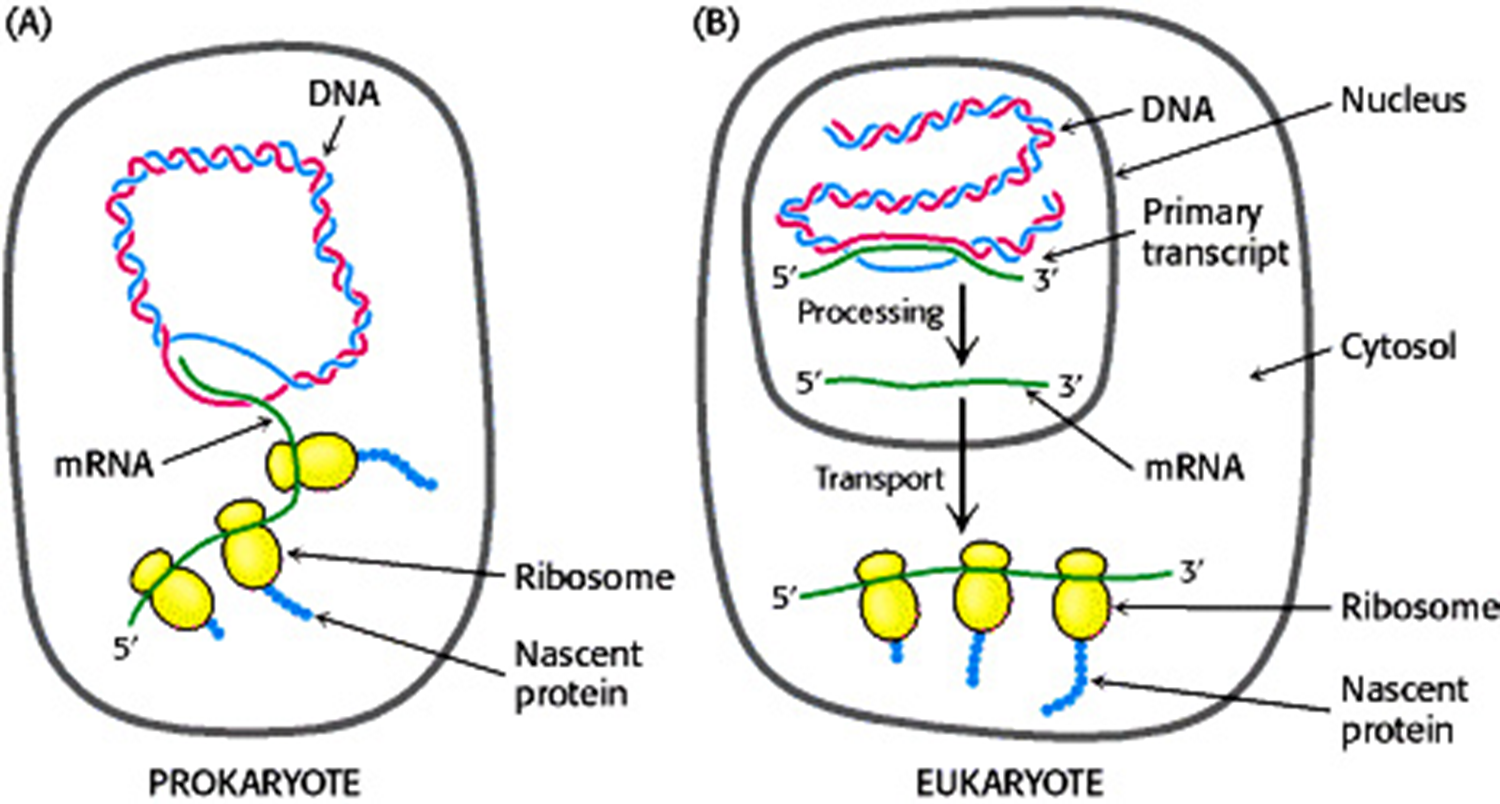 (A)
DNA
mRNA
5′
Ribosome
Nascent
protein
PROKARYOTE
(B)
DNA
Nucleus
Primary
transcript
5′
3′
Processing
Cytosol
5′
3′
mRNA
Transport
5′
3′
Ribosome
Nascent
protein
EUKARYOTE